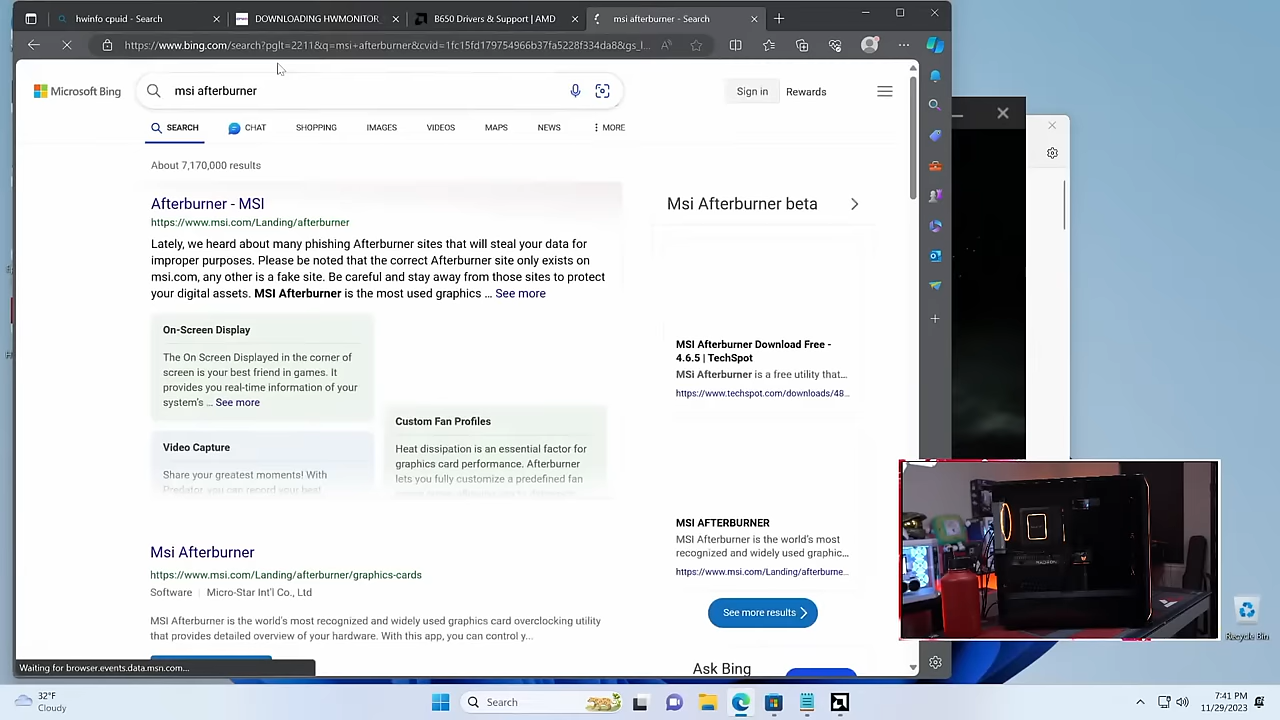 hwinfo cpuid - Search
DOWNLOADING HWMONITOR
B650 Drivers & Support | AMD
msi afterburner - Search
https://www.bing.com/search?pglt=2211&q=msi+afterburner&cvid=1fc15fd179754966b37fa5228f334da8&gs_l...
Microsoft Bing
msi afterburner
Sign in
Rewards
SEARCH
CHAT
SHOPPING
IMAGES
VIDEOS
MAPS
NEWS
MORE
About 7,170,000 results
Afterburner - MSI
https://www.msi.com/Landing/afterburner
Lately, we heard about many phishing Afterburner sites that will steal your data for
improper purposes. Please be noted that the correct Afterburner site only exists on
msi.com, any other is a fake site. Be careful and stay away from those sites to protect
your digital assets. MSI Afterburner is the most used graphics ... See more
On-Screen Display
The On Screen Displayed in the corner of
screen is your best friend in games. It
provides you real-time information of your
system's ... See more
Video Capture
Share your greatest moments! With
Predator, you can record your best
Custom Fan Profiles
Heat dissipation is an essential factor for
graphics card performance. Afterburner
lets you fully customize a predefined fan
Msi Afterburner
https://www.msi.com/Landing/afterburner/graphics-cards
Software
Micro-Star Int'l Co., Ltd
MSI Afterburner is the world's most recognized and widely used graphics card overclocking utility
that provides detailed overview of your hardware. With this app, you can control y...
Msi Afterburner beta
MSI Afterburner Download Free -
4.6.5 | TechSpot
MSi Afterburner is a free utility that...
https://www.techspot.com/downloads/48...
MSI AFTERBURNER
MSI Afterburner is the world's most
recognized and widely used graphic...
https://www.msi.com/Landing/afterburne...
See more results
Ask Bing
Waiting for browser.events.data.msn.com...
RADEON
Recycle Bin
32°F
Cloudy
Search
7:41 PM
11/29/2023